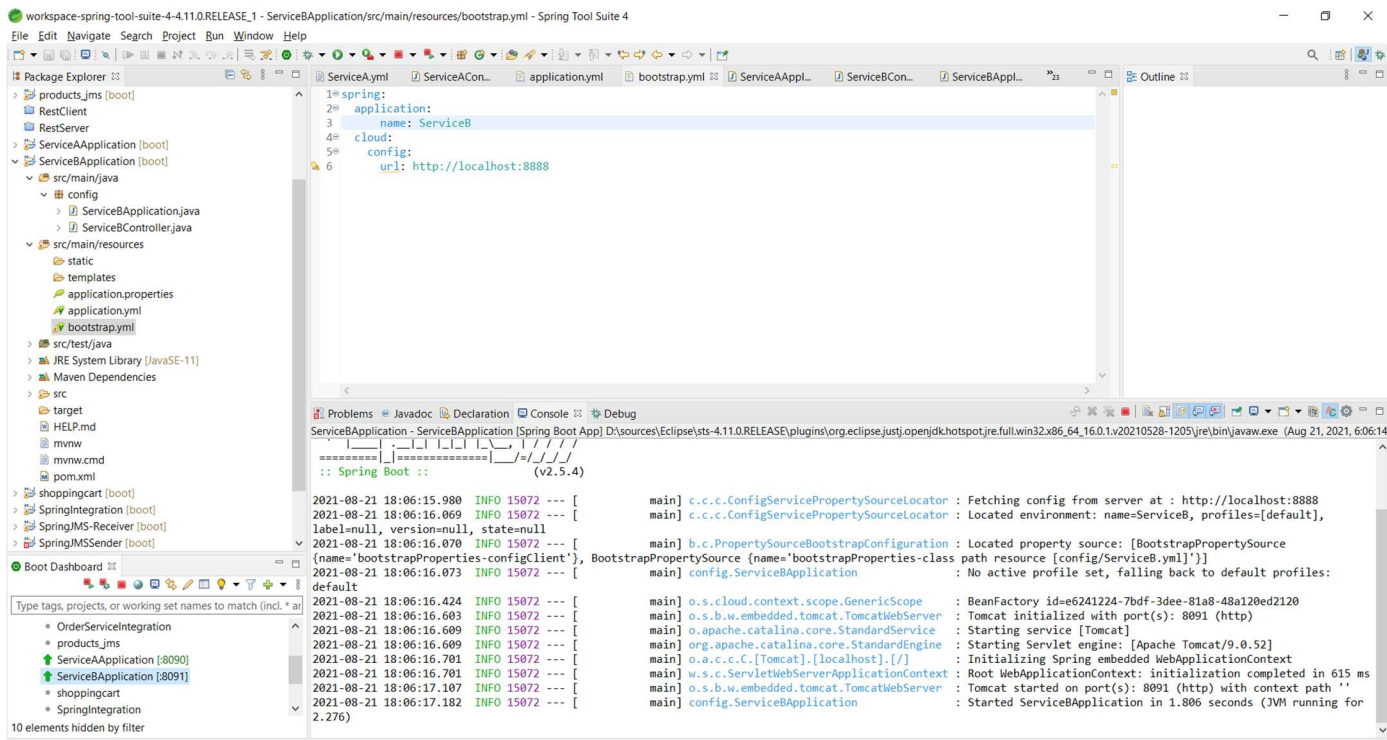 workspace-spring-tool-suite-4-4.11.0.RELEASE_1 - ServiceBApplication/src/main/resources/bootstrap.yml - Spring Tool Suite 4
File Edit Navigate Search Project Run Window Help
Package Explorer
products_jms [boot]
RestClient
RestServer
ServiceAApplication [boot]
ServiceBApplication [boot]
src/main/java
config
ServiceBApplication.java
ServiceBController.java
src/main/resources
static
templates
application.properties
application.yml
bootstrap.yml
src/test/java
JRE System Library [JavaSE-11]
Maven Dependencies
src
target
HELP.md
mvnw
mvnw.cmd
pom.xml
shoppingcart [boot]
SpringIntegration [boot]
SpringJMS-Receiver [boot]
SpringJMSSender [boot]
Boot Dashboard
Type tags, projects, or working set names to match (incl. * ar
OrderServiceIntegration
products_jms
ServiceAApplication [:8090]
ServiceBApplication [:8091]
shoppingcart
SpringIntegration
10 elements hidden by filter
ServiceA.yml ServiceACon... application.yml bootstrap.yml ServiceAAppl... ServiceBCon... ServiceBAppl... »23
1 spring:
2 application:
3 name: ServiceB
4 cloud:
5 config:
6 url: http://localhost:8888
Outline
Problems Javadoc Declaration Console Debug
ServiceBApplication - ServiceBApplication [Spring Boot App] D:\sources\Eclipse\sts-4.11.0.RELEASE\plugins\org.eclipse.justj.openjdk.hotspot.jre.full.win32.x86_64_16.0.1.v20210528-1205\jre\bin\javaw.exe (Aug 21, 2021, 6:06:14
' |____| .__|_| |_|_| |_\__, | / / / /
=========|_|==============|___/=/_/_/_/
:: Spring Boot :: (v2.5.4)
2021-08-21 18:06:15.980 INFO 15072 --- [ main] c.c.c.ConfigServicePropertySourceLocator : Fetching config from server at : http://localhost:8888
2021-08-21 18:06:16.069 INFO 15072 --- [ main] c.c.c.ConfigServicePropertySourceLocator : Located environment: name=ServiceB, profiles=[default],
label=null, version=null, state=null
2021-08-21 18:06:16.070 INFO 15072 --- [ main] b.c.PropertySourceBootstrapConfiguration : Located property source: [BootstrapPropertySource
{name='bootstrapProperties-configClient'}, BootstrapPropertySource {name='bootstrapProperties-class path resource [config/ServiceB.yml]'}]
2021-08-21 18:06:16.073 INFO 15072 --- [ main] config.ServiceBApplication : No active profile set, falling back to default profiles:
default
2021-08-21 18:06:16.424 INFO 15072 --- [ main] o.s.cloud.context.scope.GenericScope : BeanFactory id=e6241224-7bdf-3dee-81a8-48a120ed2120
2021-08-21 18:06:16.603 INFO 15072 --- [ main] o.s.b.w.embedded.tomcat.TomcatWebServer : Tomcat initialized with port(s): 8091 (http)
2021-08-21 18:06:16.609 INFO 15072 --- [ main] o.apache.catalina.core.StandardService : Starting service [Tomcat]
2021-08-21 18:06:16.609 INFO 15072 --- [ main] org.apache.catalina.core.StandardEngine : Starting Servlet engine: [Apache Tomcat/9.0.52]
2021-08-21 18:06:16.701 INFO 15072 --- [ main] o.a.c.c.C.[Tomcat].[localhost].[/] : Initializing Spring embedded WebApplicationContext
2021-08-21 18:06:16.701 INFO 15072 --- [ main] w.s.c.ServletWebServerApplicationContext : Root WebApplicationContext: initialization completed in 615 ms
2021-08-21 18:06:17.107 INFO 15072 --- [ main] o.s.b.w.embedded.tomcat.TomcatWebServer : Tomcat started on port(s): 8091 (http) with context path ''
2021-08-21 18:06:17.182 INFO 15072 --- [ main] config.ServiceBApplication : Started ServiceBApplication in 1.806 seconds (JVM running for
2.276)